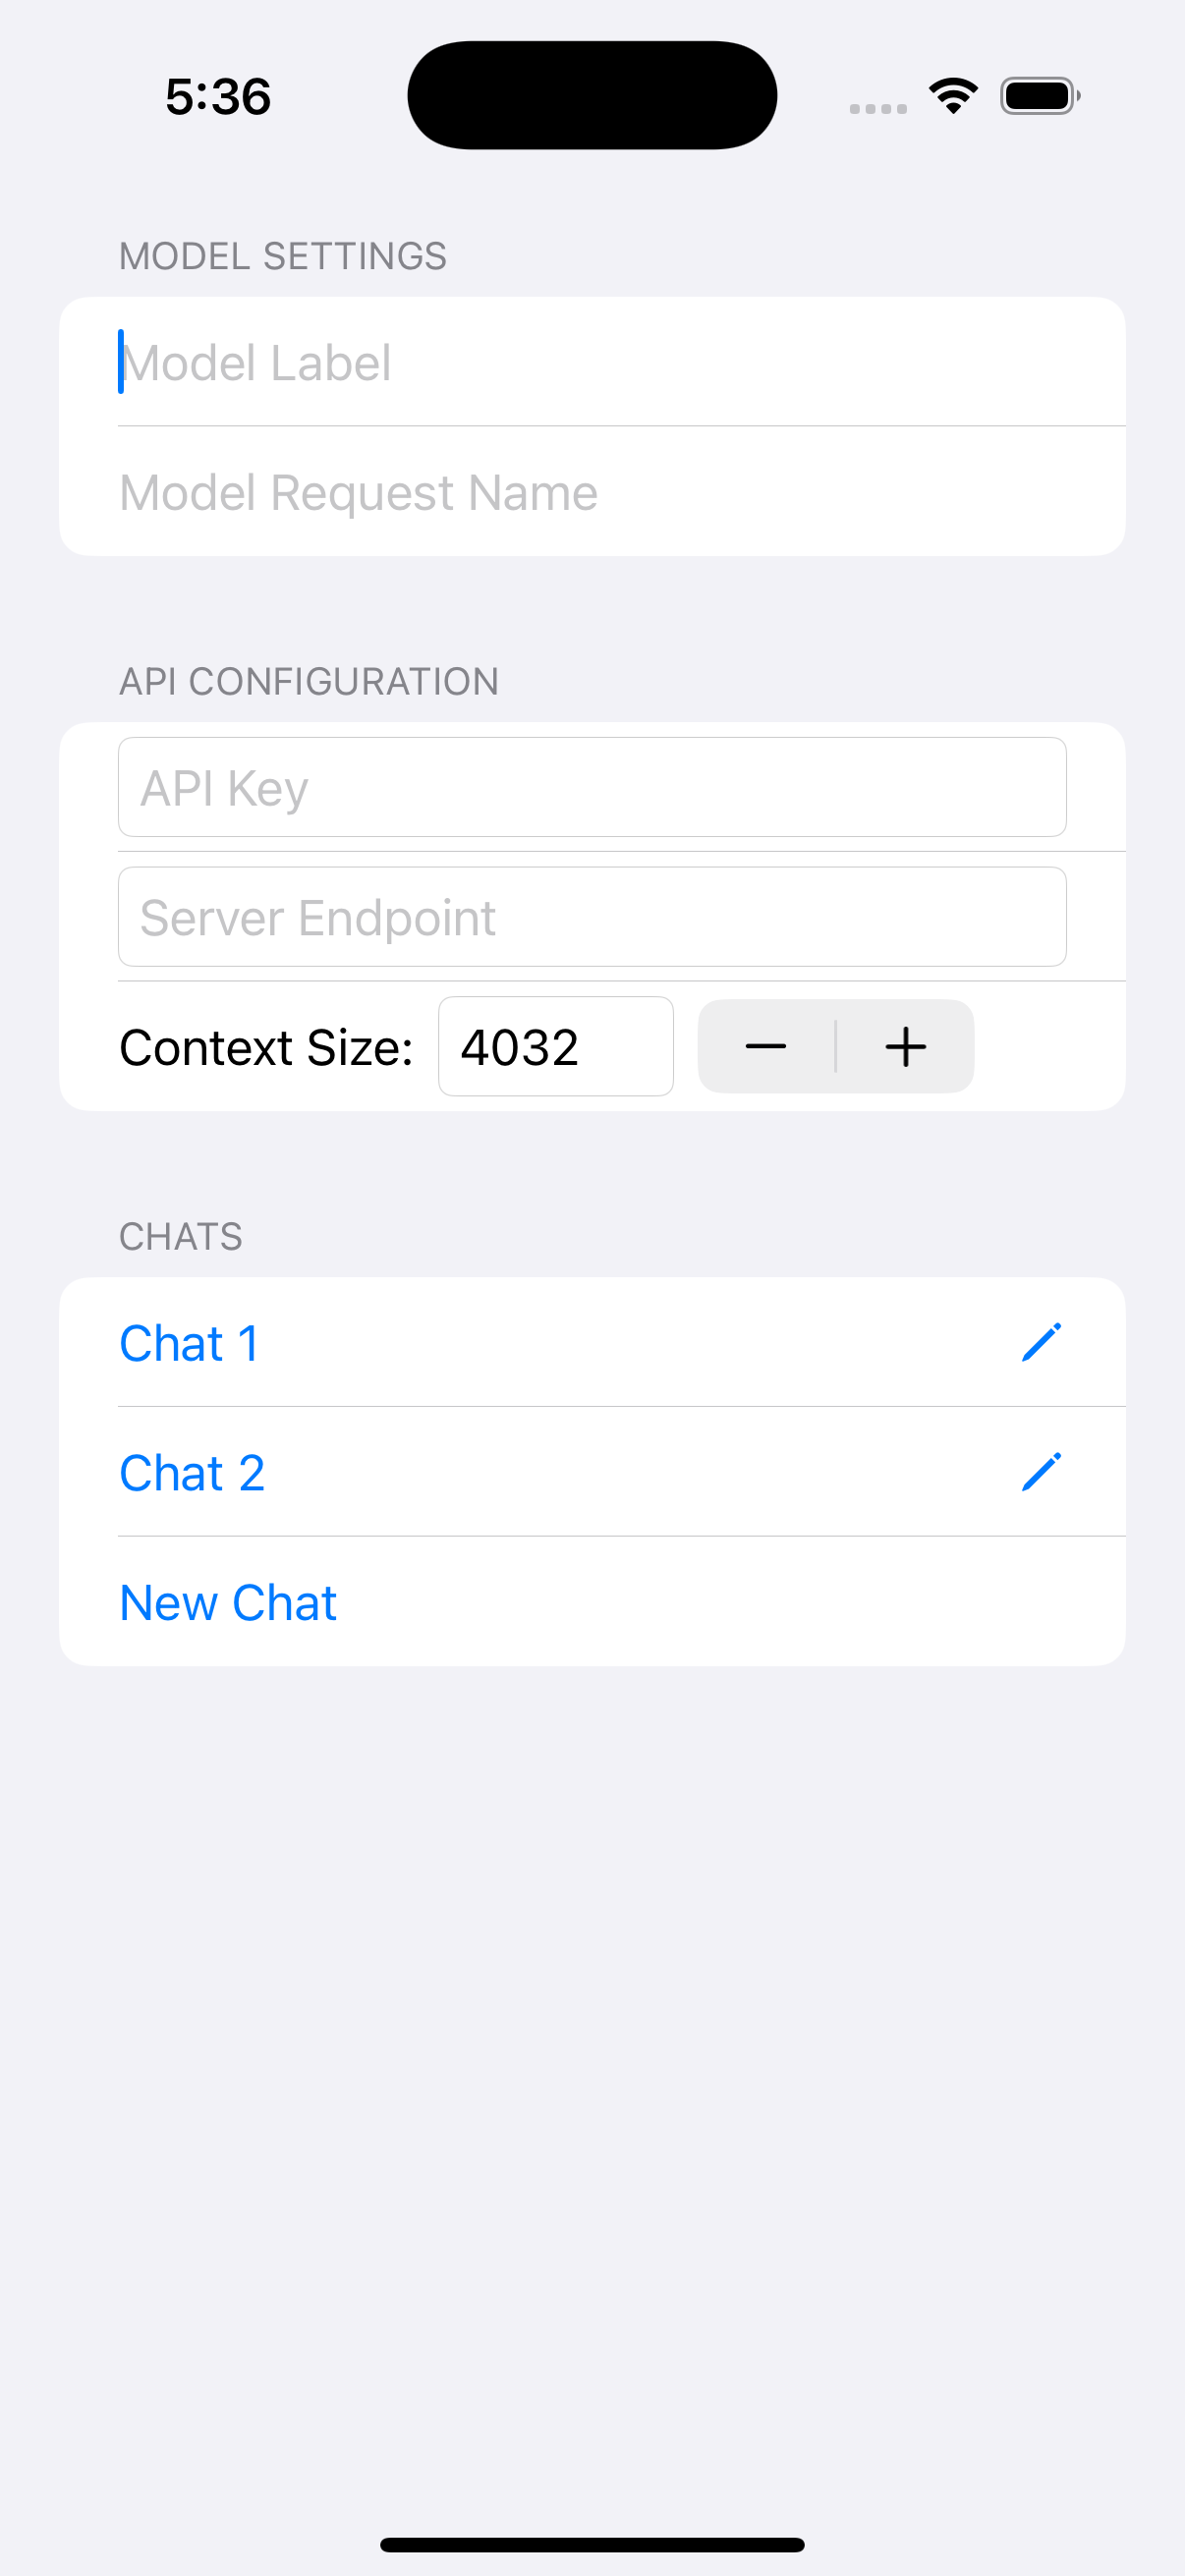 5:36
MODEL SETTINGS
Model Label
Model Request Name
API CONFIGURATION
API Key
Server Endpoint
Context Size: 4032
CHATS
Chat 1
Chat 2
New Chat